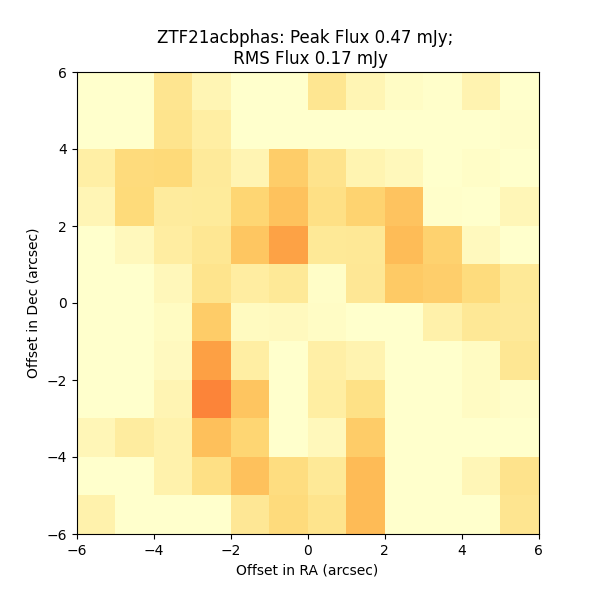 ZTF21acbphas: Peak Flux 0.47 mJy;
RMS Flux 0.17 mJy
6
4
2
0
−2
−4
−6
Offset in Dec (arcsec)
−6 −4 −2 0 2 4 6
Offset in RA (arcsec)